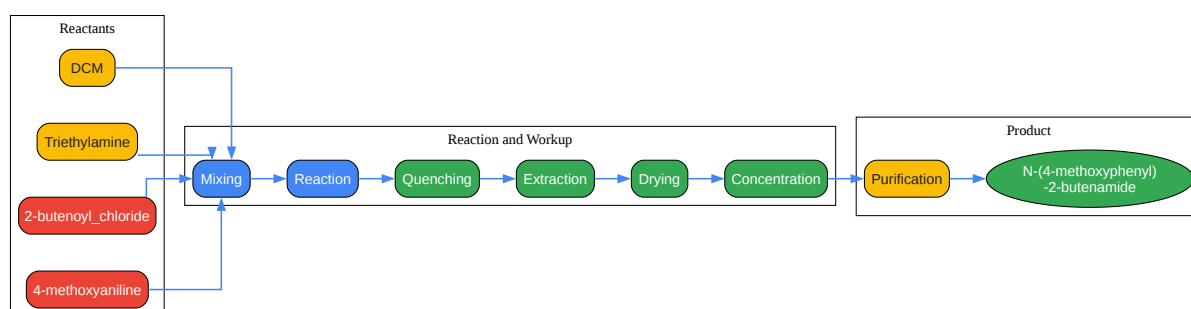 Reactants
DCM
Triethylamine
2-butenoyl_chloride
4-methoxyaniline
Reaction and Workup
Mixing
Reaction
Quenching
Extraction
Drying
Concentration
Product
Purification
N-(4-methoxyphenyl)
-2-butenamide